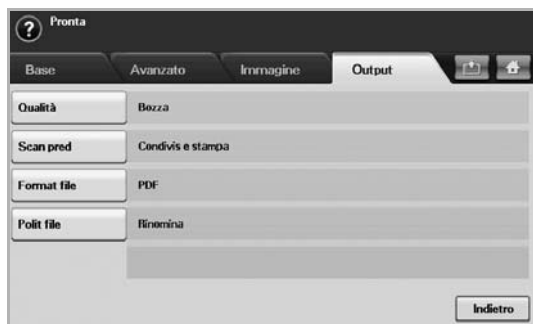 Pronta
Base Avanzato Immagine Output
Qualità Bozza
Scan pred Condivis e stampa
Format file PDF
Polit file Rinomina
Indietro